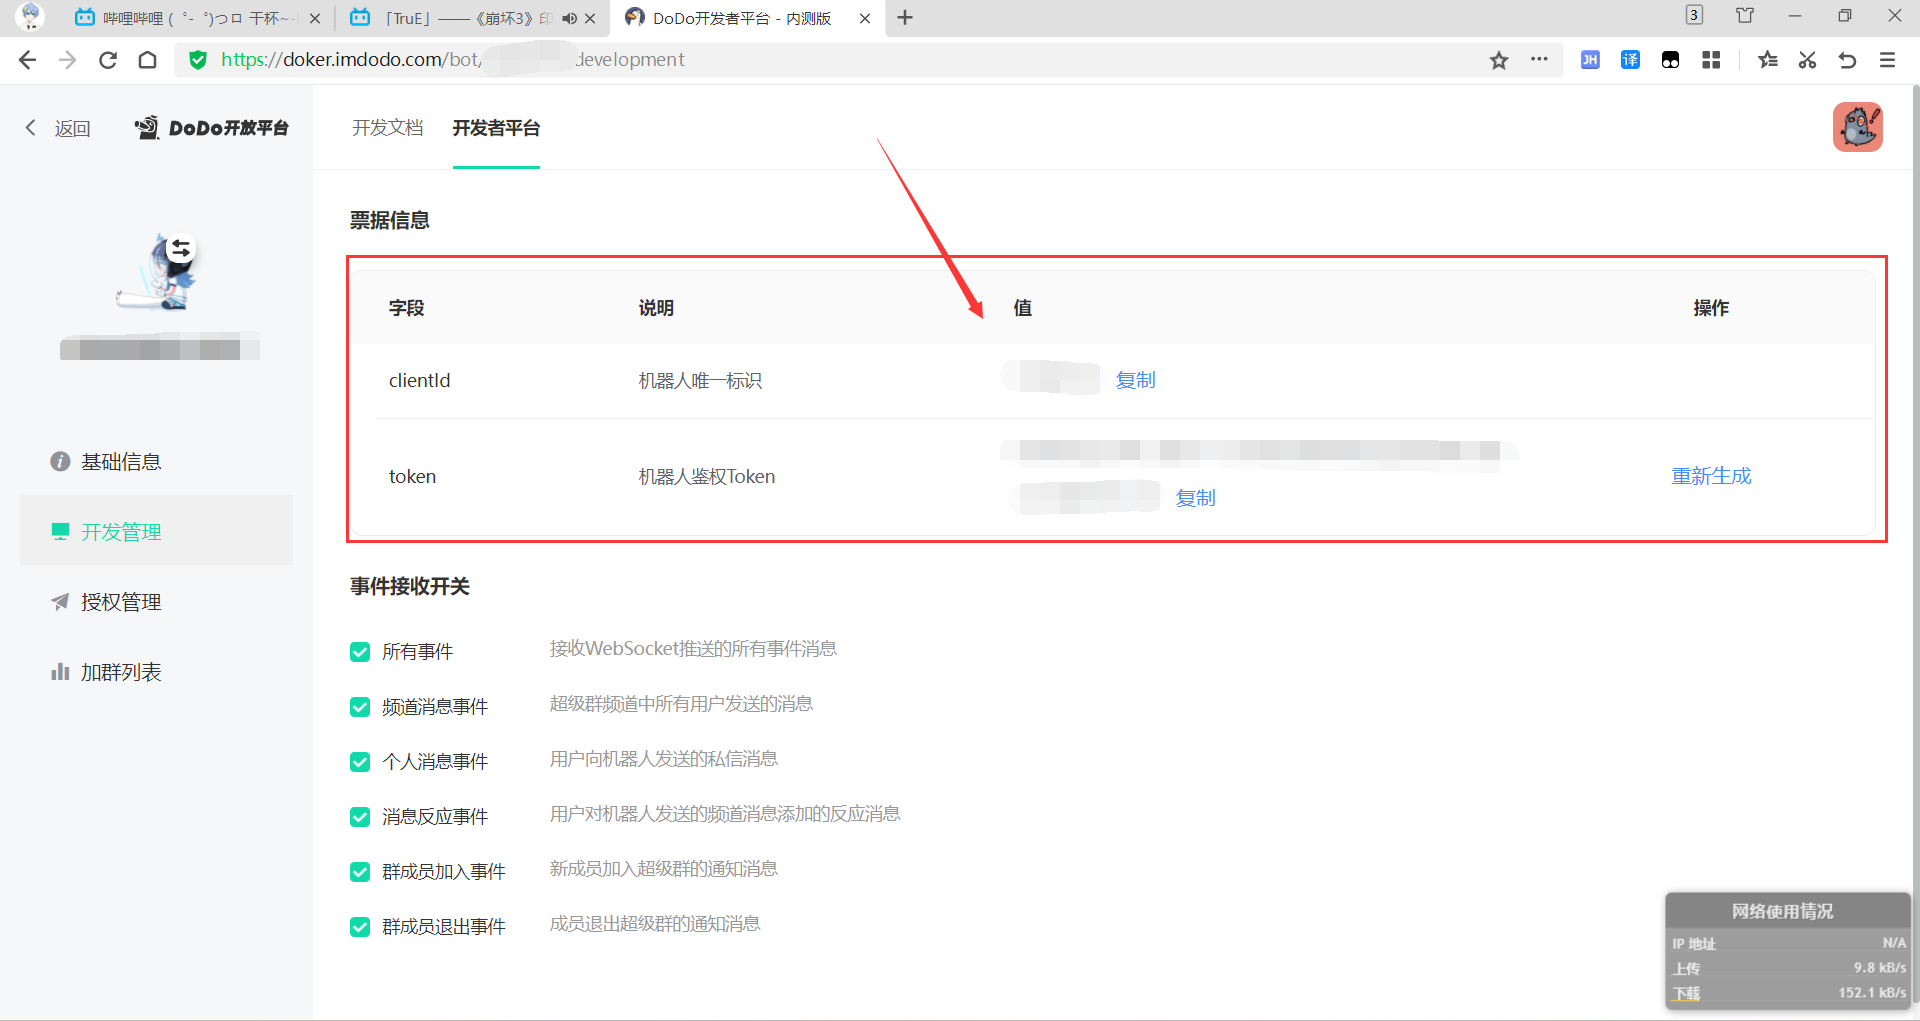 哔哩哔哩 (゜-゜)つロ 干杯~-
「TruE」——《崩坏3》印
DoDo开发者平台 - 内测版
3
https://doker.imdodo.com/bot/ development
JH
译
返回
DoDo开放平台
开发文档
开发者平台
票据信息
字段 说明 值 操作
clientId 机器人唯一标识 复制
token 机器人鉴权Token 复制 重新生成
基础信息
开发管理
授权管理
加群列表
事件接收开关
所有事件 接收WebSocket推送的所有事件消息
频道消息事件 超级群频道中所有用户发送的消息
个人消息事件 用户向机器人发送的私信消息
消息反应事件 用户对机器人发送的频道消息添加的反应消息
群成员加入事件 新成员加入超级群的通知消息
群成员退出事件 成员退出超级群的通知消息
网络使用情况
IP 地址 N/A
上传 9.8 kB/s
下载 152.1 kB/s